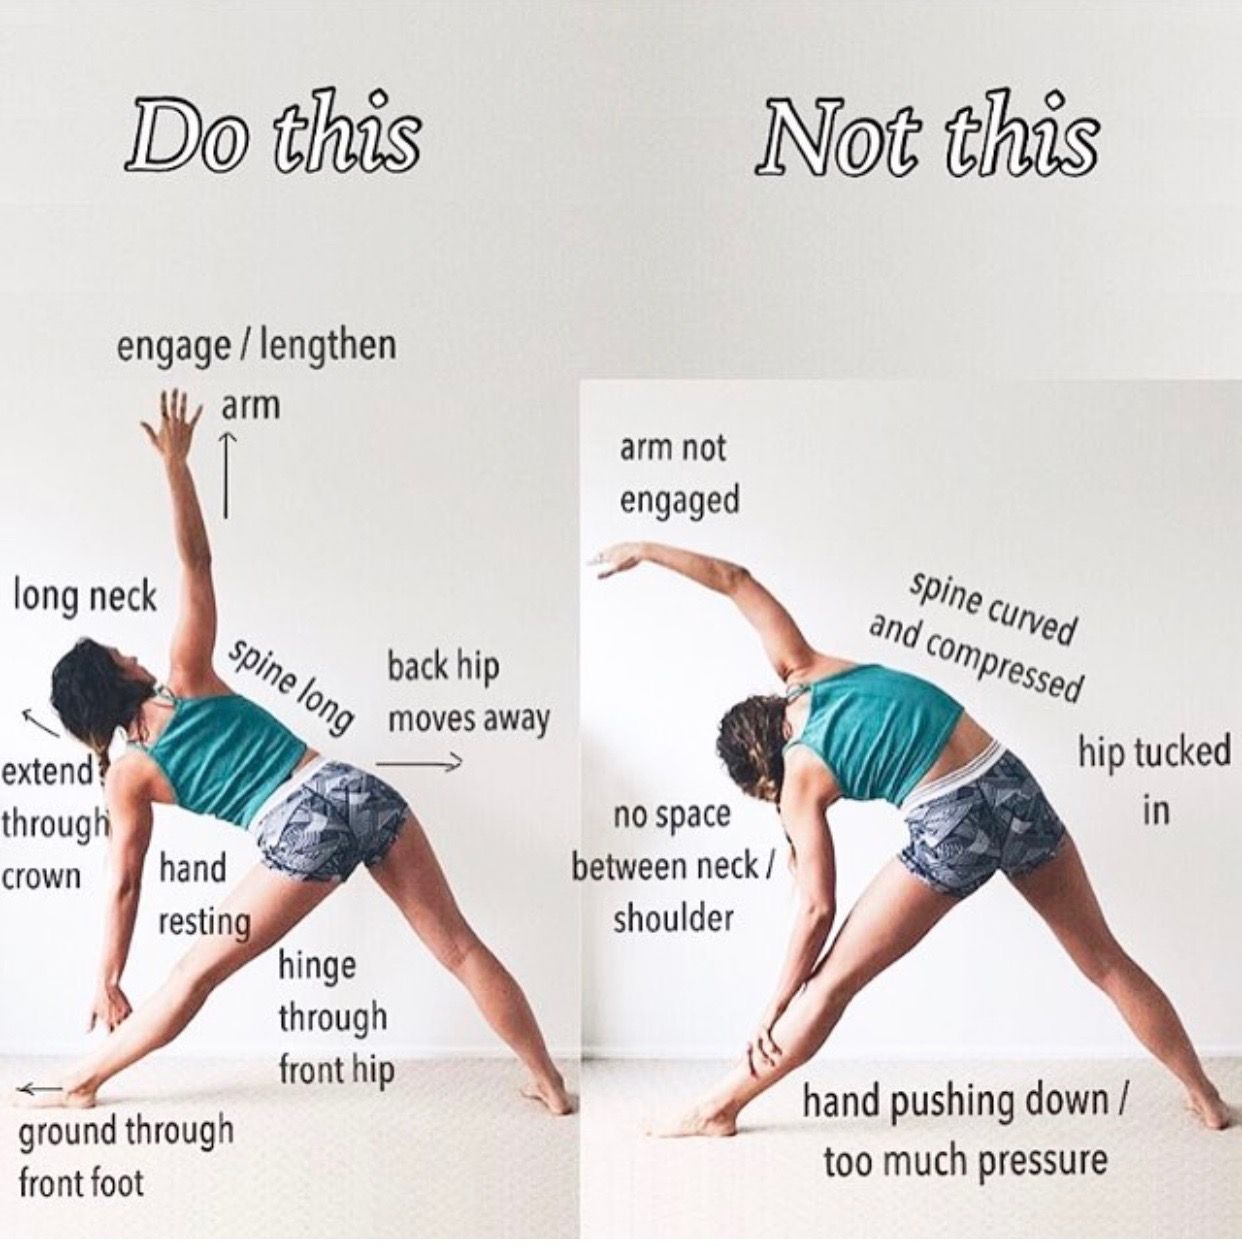 Do this
Not this
engage / lengthen
arm
long neck
spine long
back hip
moves away
extend
through
crown
hand
resting
hinge
through
front hip
ground through
front foot
arm not
engaged
spine curved
and compressed
hip tucked
in
no space
between neck /
shoulder
hand pushing down /
too much pressure